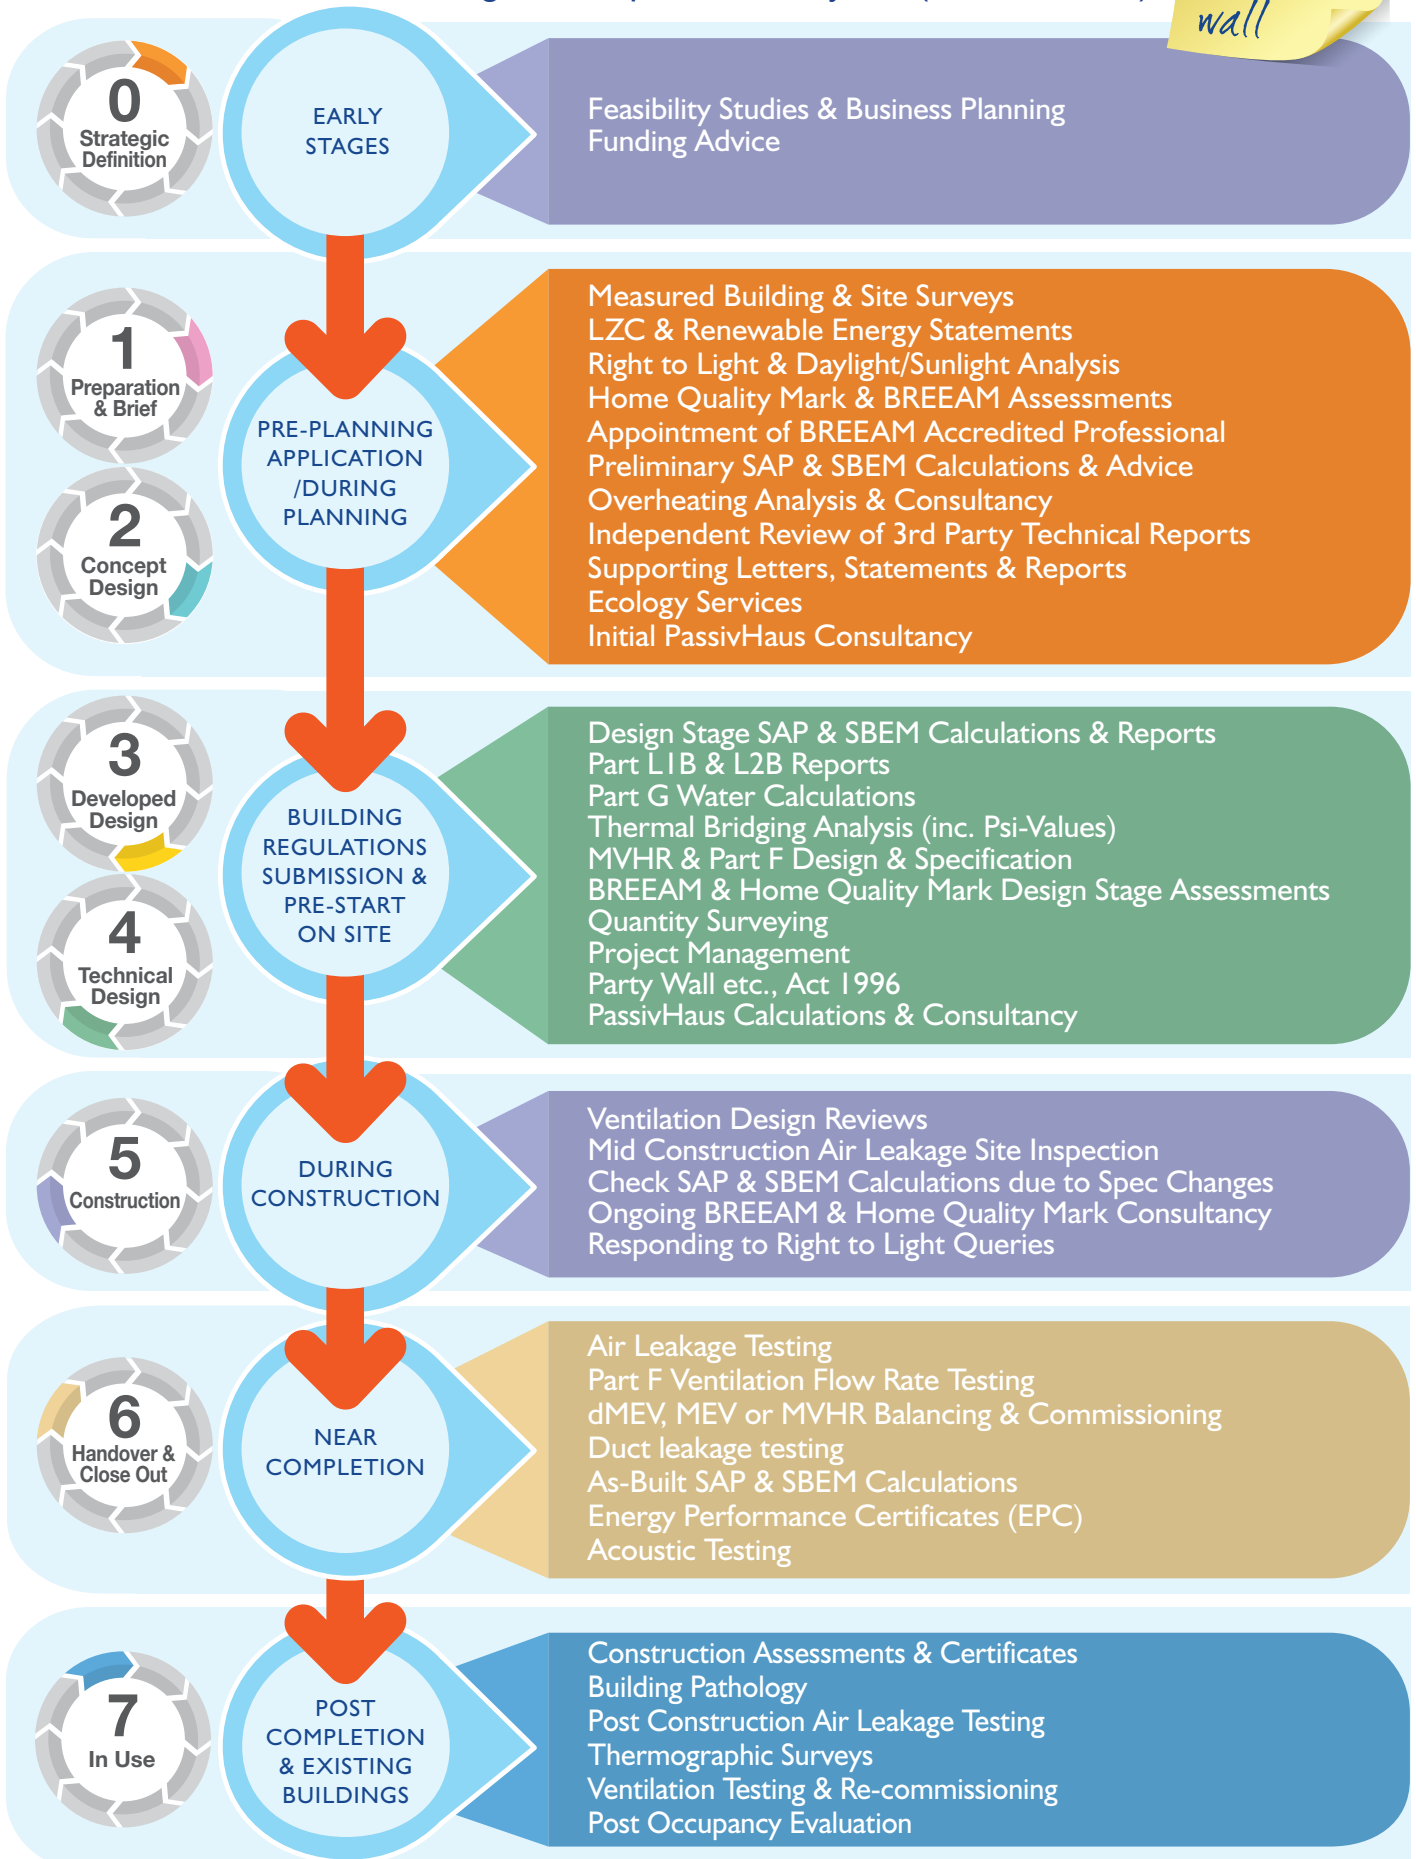 wall
0
Strategic
Definition
EARLY
STAGES
Feasibility Studies & Business Planning
Funding Advice
1
Preparation
& Brief
2
Concept
Design
PRE-PLANNING
APPLICATION
/DURING
PLANNING
Measured Building & Site Surveys
LZC & Renewable Energy Statements
Right to Light & Daylight/Sunlight Analysis
Home Quality Mark & BREEAM Assessments
Appointment of BREEAM Accredited Professional
Preliminary SAP & SBEM Calculations & Advice
Overheating Analysis & Consultancy
Independent Review of 3rd Party Technical Reports
Supporting Letters, Statements & Reports
Ecology Services
Initial PassivHaus Consultancy
3
Developed
Design
4
Technical
Design
BUILDING
REGULATIONS
SUBMISSION &
PRE-START
ON SITE
Design Stage SAP & SBEM Calculations & Reports
Part L1B & L2B Reports
Part G Water Calculations
Thermal Bridging Analysis (inc. Psi-Values)
MVHR & Part F Design & Specification
BREEAM & Home Quality Mark Design Stage Assessments
Quantity Surveying
Project Management
Party Wall etc., Act 1996
PassivHaus Calculations & Consultancy
5
Construction
DURING
CONSTRUCTION
Ventilation Design Reviews
Mid Construction Air Leakage Site Inspection
Check SAP & SBEM Calculations due to Spec Changes
Ongoing BREEAM & Home Quality Mark Consultancy
Responding to Right to Light Queries
6
Handover &
Close Out
NEAR
COMPLETION
Air Leakage Testing
Part F Ventilation Flow Rate Testing
dMEV, MEV or MVHR Balancing & Commissioning
Duct leakage testing
As-Built SAP & SBEM Calculations
Energy Performance Certificates (EPC)
Acoustic Testing
7
In Use
POST
COMPLETION
& EXISTING
BUILDINGS
Construction Assessments & Certificates
Building Pathology
Post Construction Air Leakage Testing
Thermographic Surveys
Ventilation Testing & Re-commissioning
Post Occupancy Evaluation